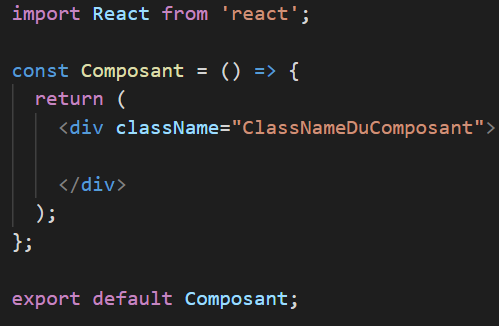 import React from 'react';
const Composant = () => {
return (
<div className="ClassNameDuComposant">
</div>
);
};
export default Composant;